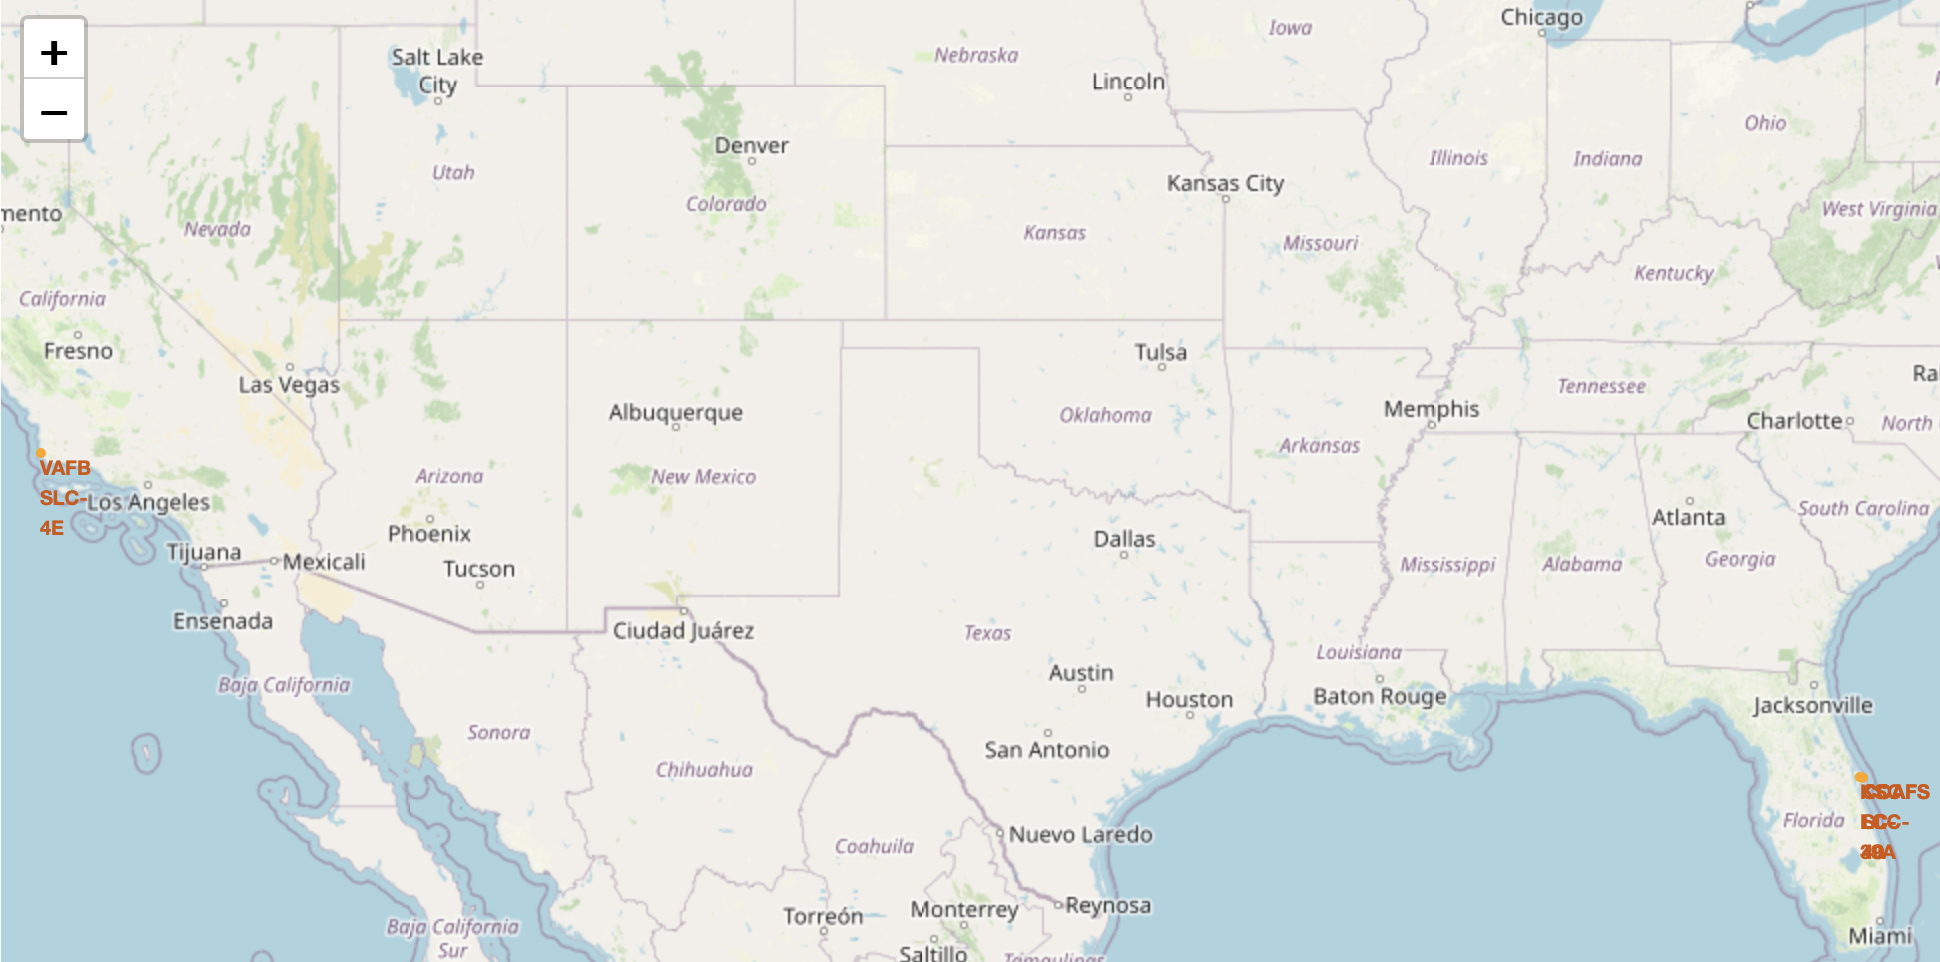 +
−
Salt Lake
City
Nebraska
Iowa
Chicago
Lincoln
Ohio
Denver
Utah
Colorado
Illinois
Indiana
Kansas City
West Virginia
mento
Nevada
Kansas
Missouri
Kentucky
California
Fresno
Las Vegas
Tulsa
Tennessee
Ra
Albuquerque
Oklahoma
Memphis
Charlotte
North
Arkansas
VAFB
SLC-
4E
Los Angeles
Arizona
New Mexico
Phoenix
Dallas
Atlanta
South Carolina
Tijuana
Mexicali
Tucson
Mississippi
Alabama
Georgia
Ensenada
Ciudad Juárez
Texas
Louisiana
Baja California
Austin
Houston
Baton Rouge
Jacksonville
Sonora
San Antonio
Chihuahua
Florida
Nuevo Laredo
Coahuila
Torreón
Monterrey
Reynosa
Baja California
Sur
Saltillo
Tamaulipas
Miami